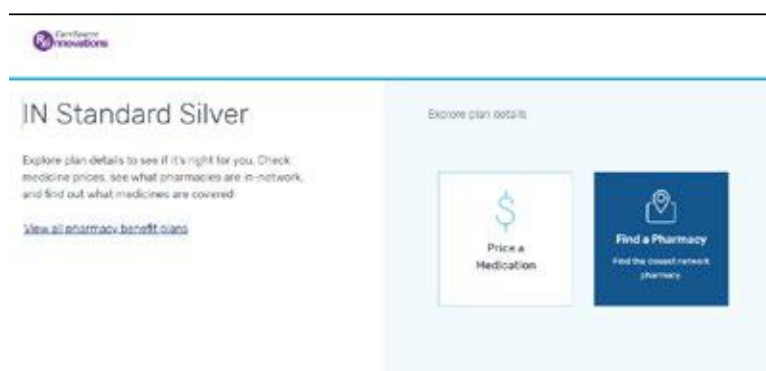 CareSource
Rx Innovations
IN Standard Silver
Explore plan details to see if it's right for you. Check
medicine prices, see what pharmacies are in-network,
and find out what medicines are covered
View all pharmacy benefit plans
Explore plan details
Price a
Medication
Find a Pharmacy
Find the closest network
pharmacy